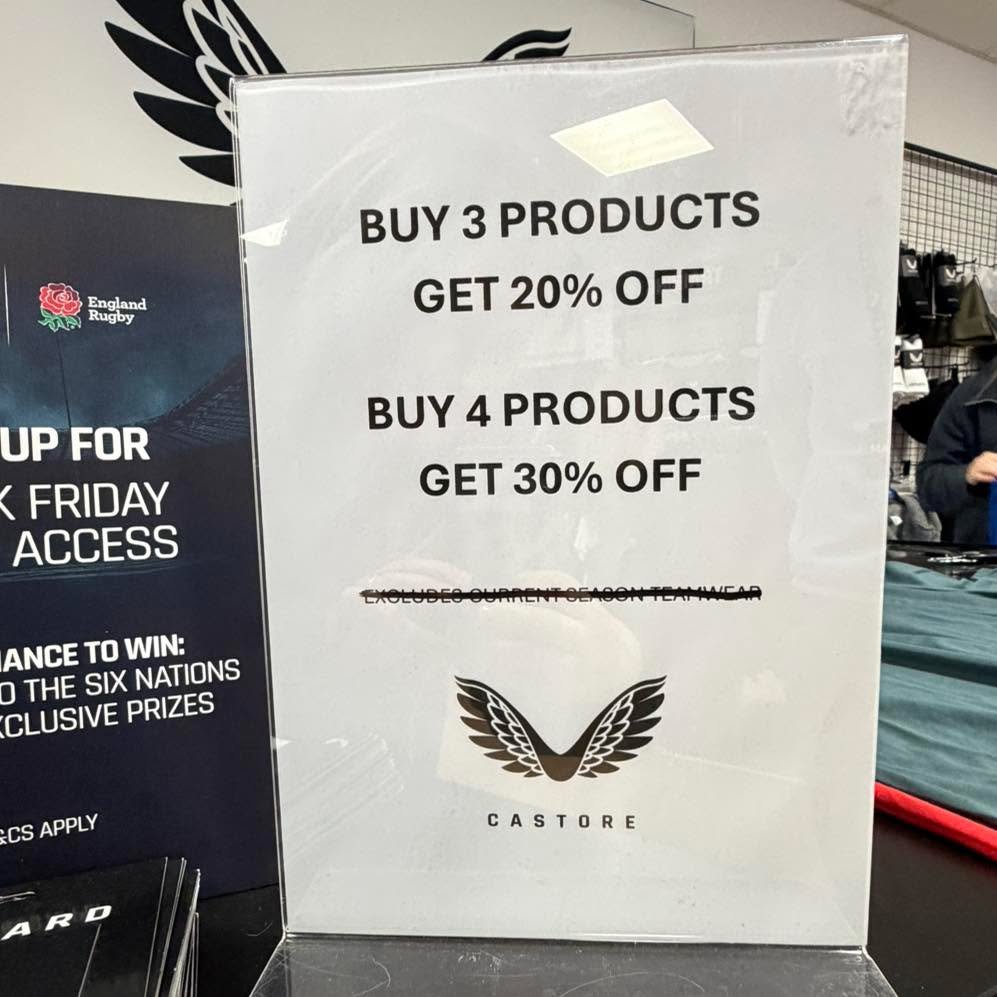 BUY 3 PRODUCTS
GET 20% OFF
BUY 4 PRODUCTS
GET 30% OFF
EXCLUDES CURRENT SEASON TEAMWEAR
CASTORE
England
Rugby
UP FOR
K FRIDAY
ACCESS
HANCE TO WIN:
O THE SIX NATIONS
XCLUSIVE PRIZES
&CS APPLY
ARD